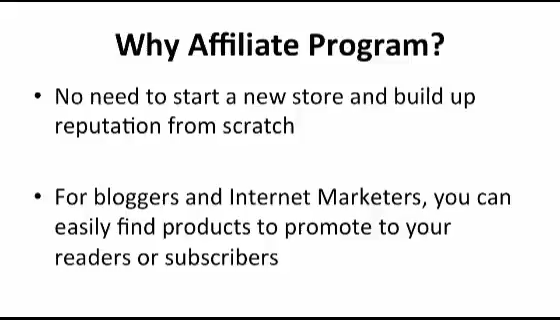 Why Affiliate Program?
• No need to start a new store and build up
reputation from scratch
• For bloggers and Internet Marketers, you can
easily find products to promote to your
readers or subscribers